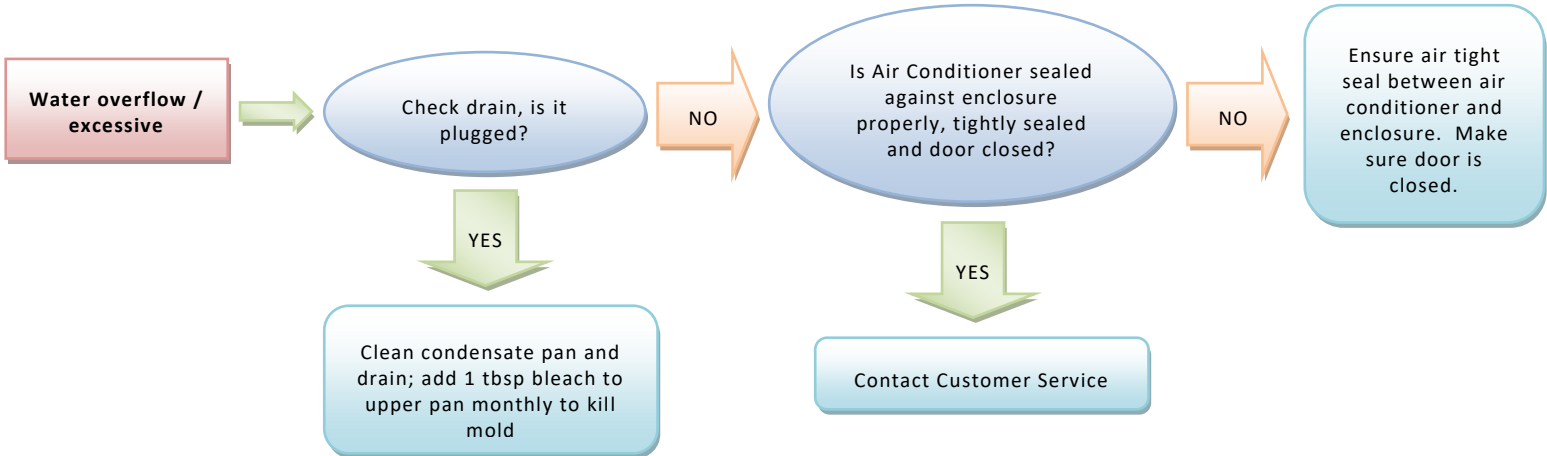 Water overflow /
excessive
Check drain, is it
plugged?
NO
Is Air Conditioner sealed
against enclosure
properly, tightly sealed
and door closed?
NO
Ensure air tight
seal between air
conditioner and
enclosure.  Make
sure door is
closed.
YES
YES
Clean condensate pan and
drain; add 1 tbsp bleach to
upper pan monthly to kill
mold
Contact Customer Service